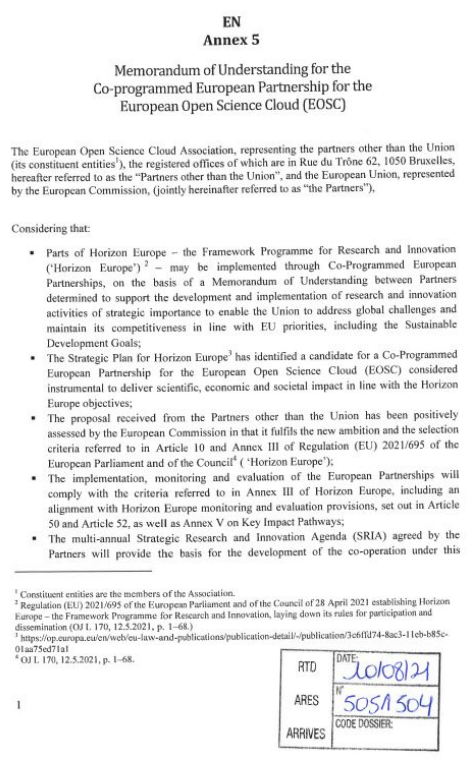 EN
Annex 5
Memorandum of Understanding for the
Co-programmed European Partnership for the
European Open Science Cloud (EOSC)
The European Open Science Cloud Association, representing the partners other than the Union
(its constituent entities¹), the registered offices of which are in Rue du Trône 62, 1050 Bruxelles,
hereafter referred to as the “Partners other than the Union”, and the European Union, represented
by the European Commission, (jointly hereinafter referred to as “the Partners”),
Considering that:
▪ Parts of Horizon Europe – the Framework Programme for Research and Innovation
(‘Horizon Europe’) ² – may be implemented through Co-Programmed European
Partnerships, on the basis of a Memorandum of Understanding between Partners
determined to support the development and implementation of research and innovation
activities of strategic importance to enable the Union to address global challenges and
maintain its competitiveness in line with EU priorities, including the Sustainable
Development Goals;
▪ The Strategic Plan for Horizon Europe³ has identified a candidate for a Co-Programmed
European Partnership for the European Open Science Cloud (EOSC) considered
instrumental to deliver scientific, economic and societal impact in line with the Horizon
Europe objectives;
▪ The proposal received from the Partners other than the Union has been positively
assessed by the European Commission in that it fulfils the new ambition and the selection
criteria referred to in Article 10 and Annex III of Regulation (EU) 2021/695 of the
European Parliament and of the Council⁴ ( ‘Horizon Europe’);
▪ The implementation, monitoring and evaluation of the European Partnerships will
comply with the criteria referred to in Annex III of Horizon Europe, including an
alignment with Horizon Europe monitoring and evaluation provisions, set out in Article
50 and Article 52, as well as Annex V on Key Impact Pathways;
▪ The multi-annual Strategic Research and Innovation Agenda (SRIA) agreed by the
Partners will provide the basis for the development of the co-operation under this
¹ Constituent entities are the members of the Association.
² Regulation (EU) 2021/695 of the European Parliament and of the Council of 28 April 2021 establishing Horizon
Europe – the Framework Programme for Research and Innovation, laying down its rules for participation and
dissemination (OJ L 170, 12.5.2021, p. 1–68.)
³ https://op.europa.eu/en/web/eu-law-and-publications/publication-detail/-/publication/3c6ffd74-8ac3-11eb-b85c-
01aa75ed71a1
⁴ OJ L 170, 12.5.2021, p. 1–68.
1
RTD
DATE: 10/08/21
ARES
N° 5051504
ARRIVES
CODE DOSSIER: